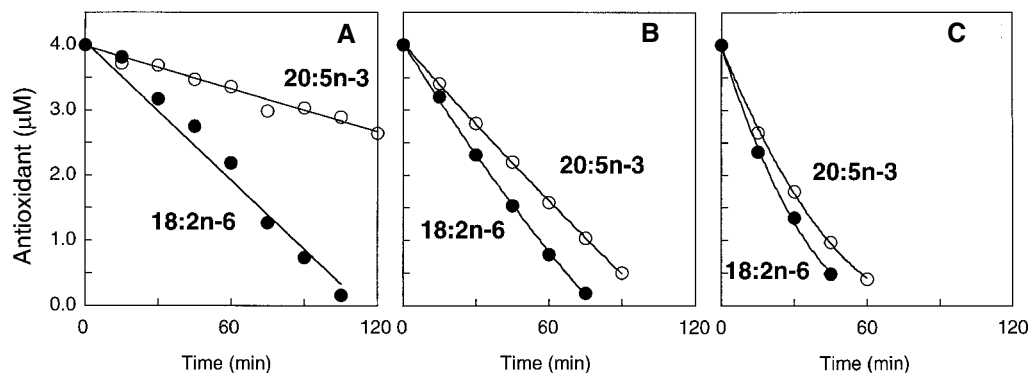 A
B
C
4.0
3.0
2.0
1.0
0.0
Antioxidant (μM)
20:5n-3
18:2n-6
20:5n-3
18:2n-6
20:5n-3
18:2n-6
0 60 120 0 60 120 0 60 120
Time (min) Time (min) Time (min)